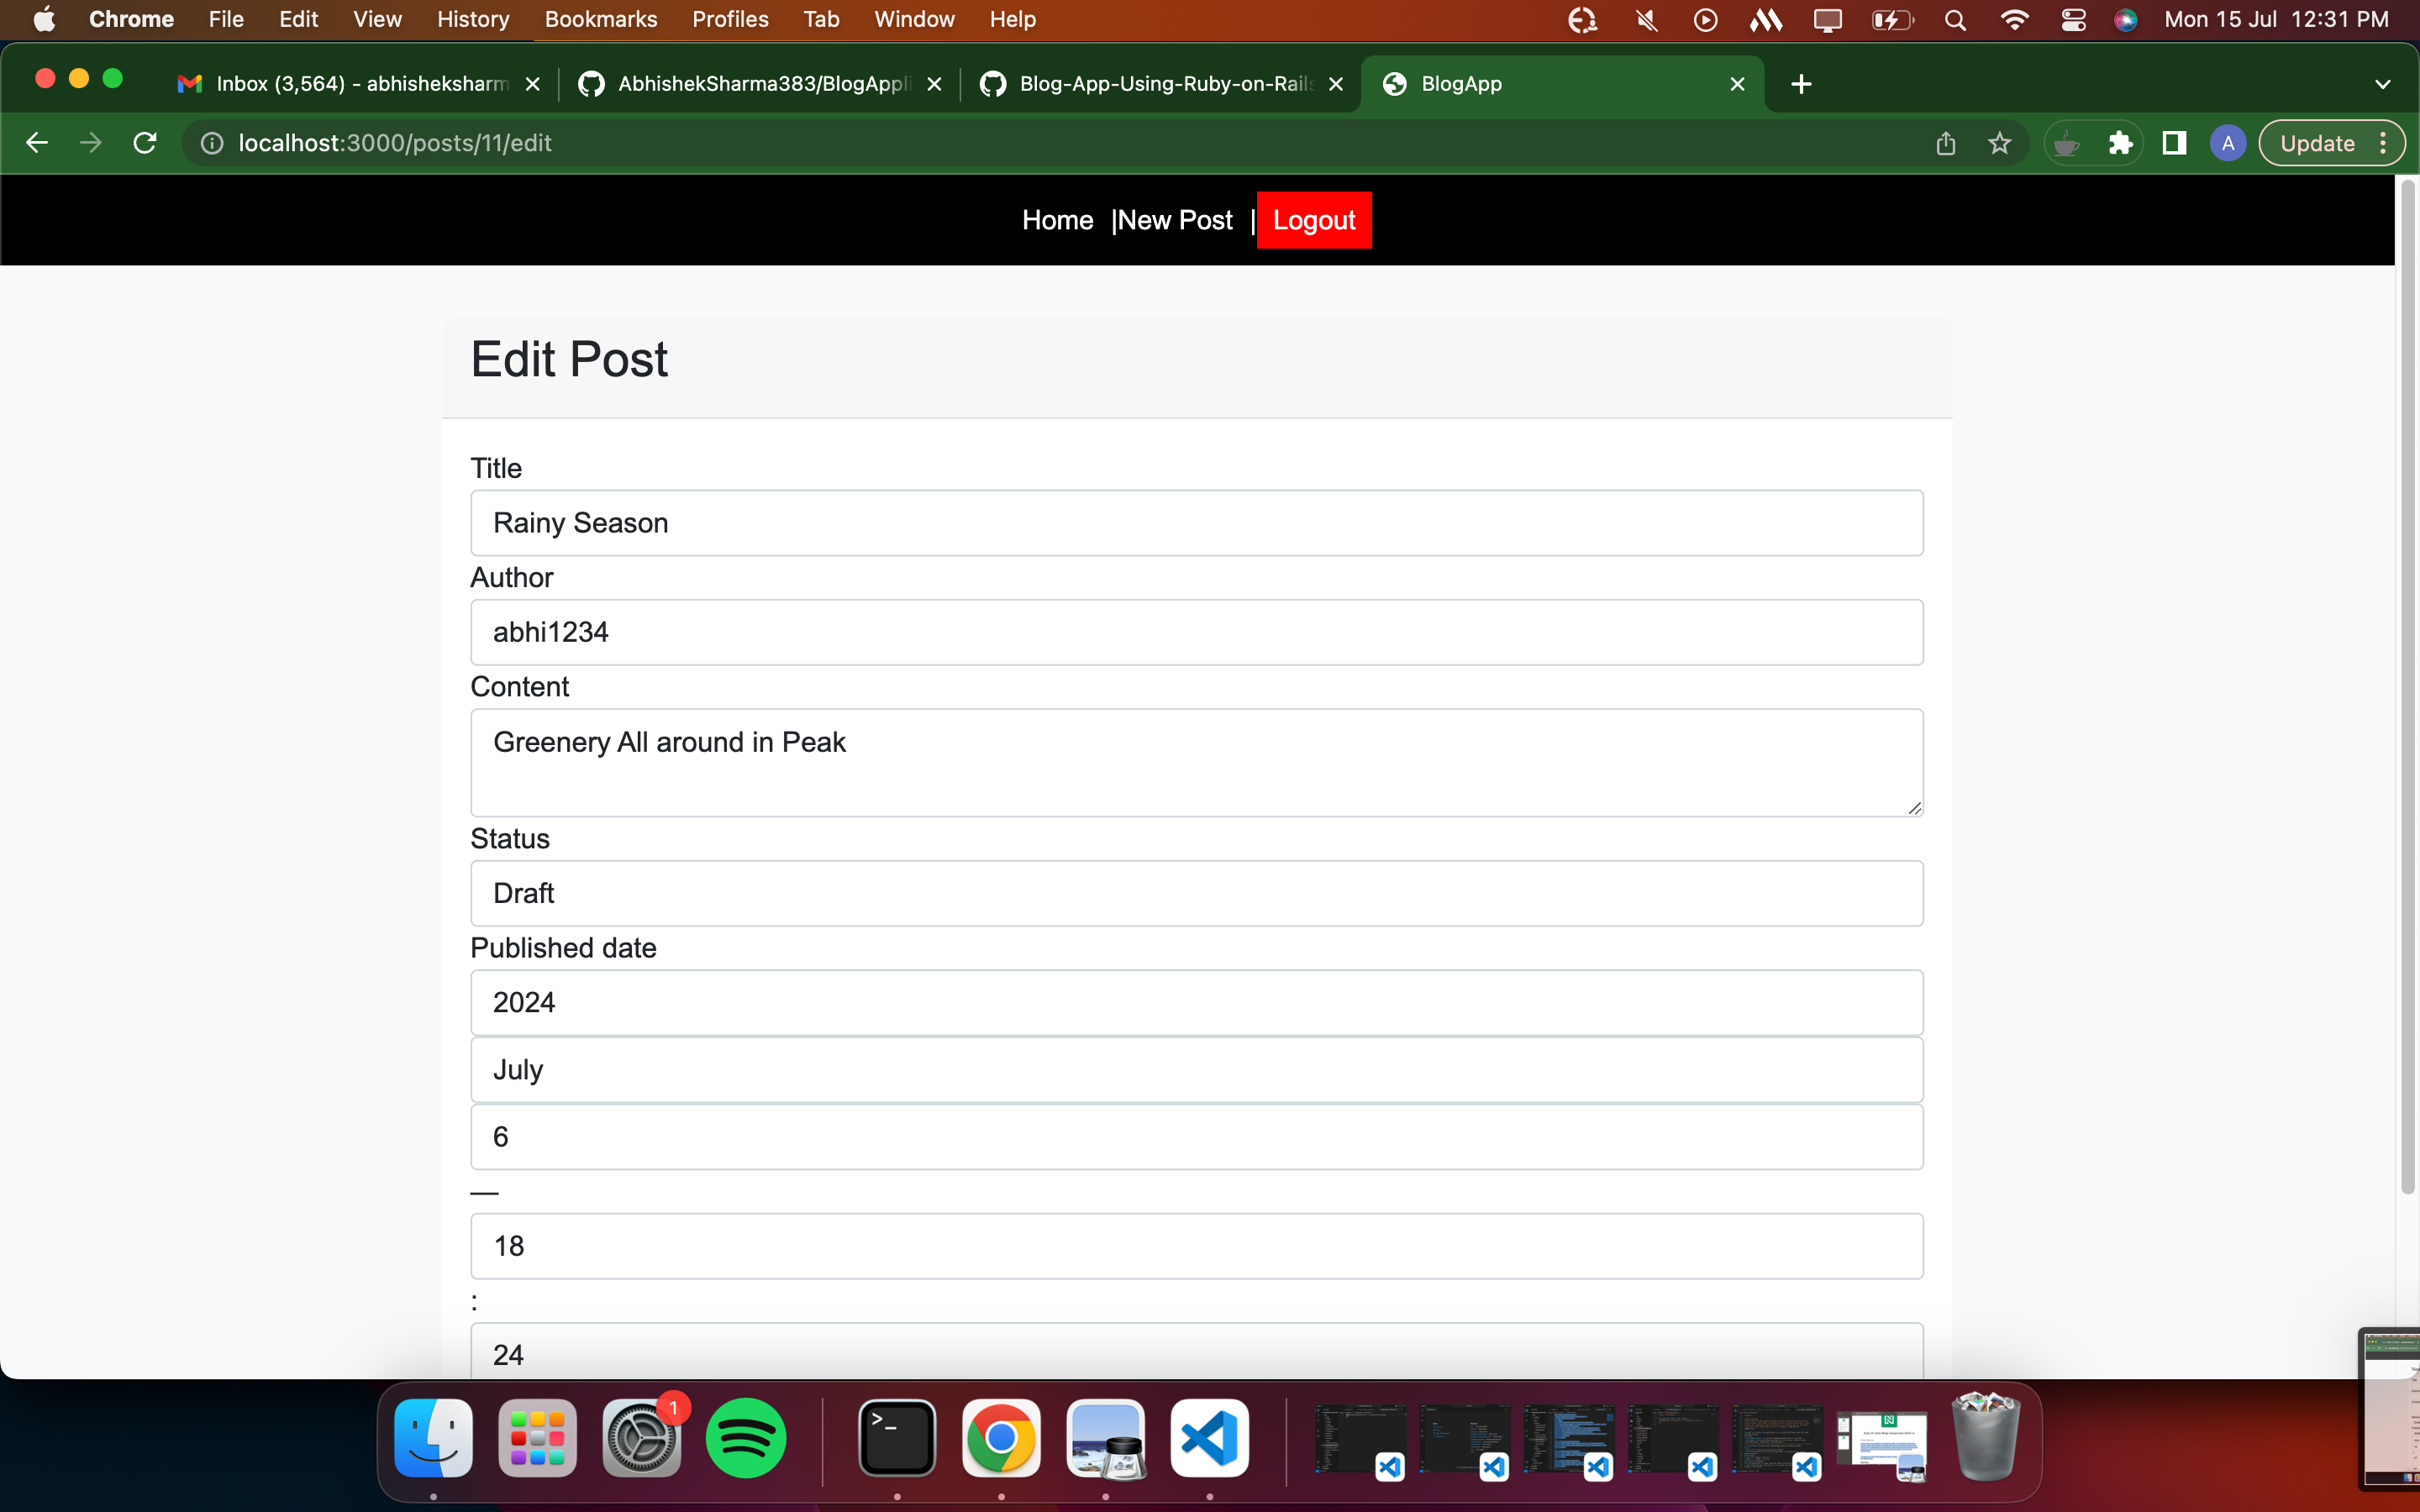 Chrome File Edit View History Bookmarks Profiles Tab Window Help Mon 15 Jul 12:31 PM
Inbox (3,564) - abhisheksharm AbhishekSharma383/BlogAppli Blog-App-Using-Ruby-on-Rails BlogApp
localhost:3000/posts/11/edit A Update
Home |New Post | Logout
Edit Post
Title
Rainy Season
Author
abhi1234
Content
Greenery All around in Peak
Status
Draft
Published date
2024
July
6
—
18
:
24
1